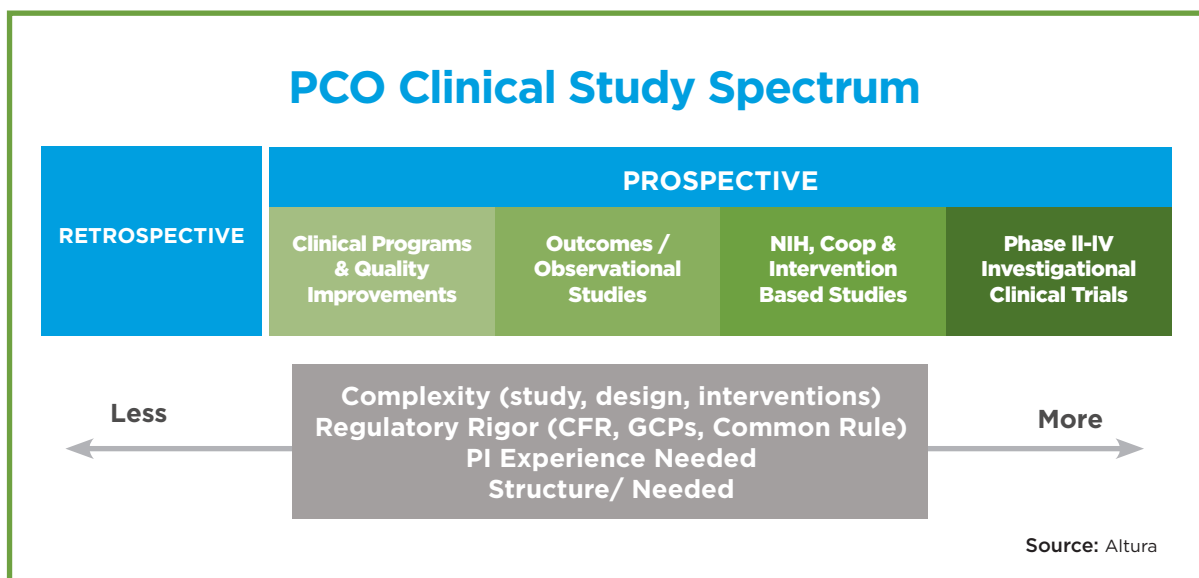 PCO Clinical Study Spectrum
RETROSPECTIVE
PROSPECTIVE
Clinical Programs
& Quality
Improvements
Outcomes /
Observational
Studies
NIH, Coop &
Intervention
Based Studies
Phase II-IV
Investigational
Clinical Trials
Less
Complexity (study, design, interventions)
Regulatory Rigor (CFR, GCPs, Common Rule)
PI Experience Needed
Structure/ Needed
More
Source: Altura